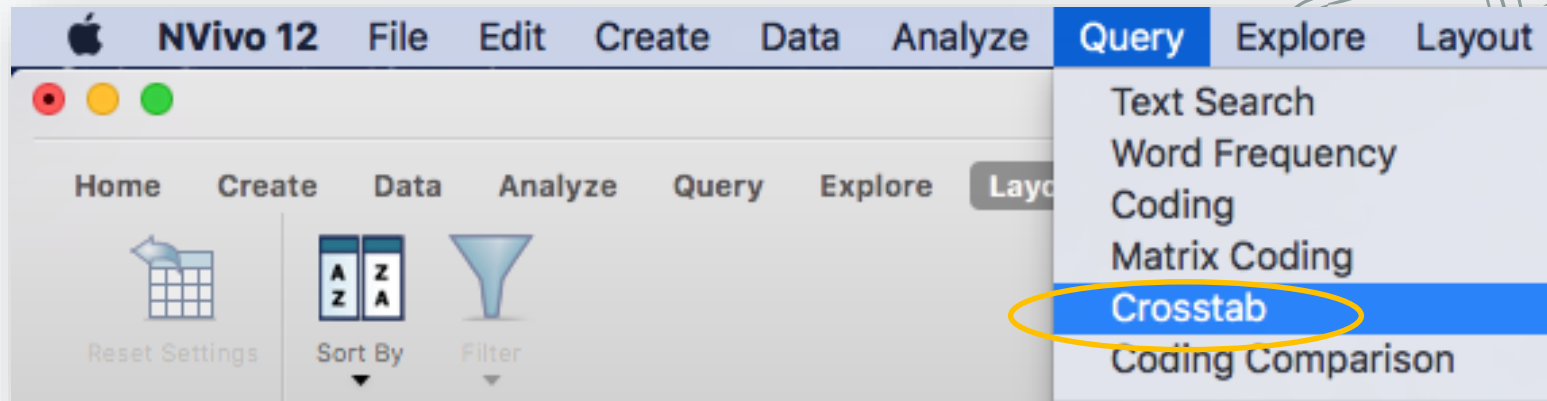 NVivo 12 File Edit Create Data Analyze Query Explore Layout
Text Search
Word Frequency
Home Create Data Analyze Query Explore Layo
Coding
Matrix Coding
A Z
Z A
Crosstab
Reset Settings Sort By Filter
Coding Comparison